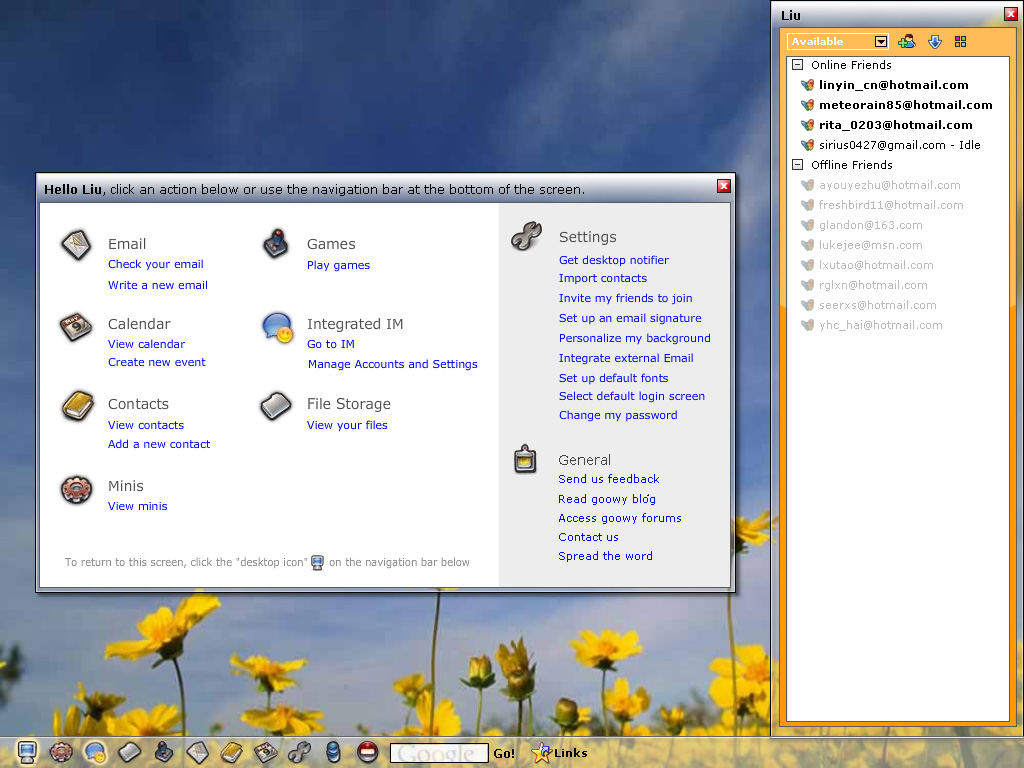 Liu
Available
Online Friends
linyin_cn@hotmail.com
meteorain85@hotmail.com
rita_0203@hotmail.com
sirius0427@gmail.com - Idle
Offline Friends
ayouyezhu@hotmail.com
freshbird11@hotmail.com
glandon@163.com
lukejee@msn.com
lxutao@hotmail.com
rglxn@hotmail.com
seerxs@hotmail.com
yhc_hai@hotmail.com
Hello Liu, click an action below or use the navigation bar at the bottom of the screen.
Email
Check your email
Write a new email
Games
Play games
Calendar
View calendar
Create new event
Integrated IM
Go to IM
Manage Accounts and Settings
Contacts
View contacts
Add a new contact
File Storage
View your files
Minis
View minis
Settings
Get desktop notifier
Import contacts
Invite my friends to join
Set up an email signature
Personalize my background
Integrate external Email
Set up default fonts
Select default login screen
Change my password
General
Send us feedback
Read goowy blog
Access goowy forums
Contact us
Spread the word
To return to this screen, click the "desktop icon" on the navigation bar below
Google
Go!
Links